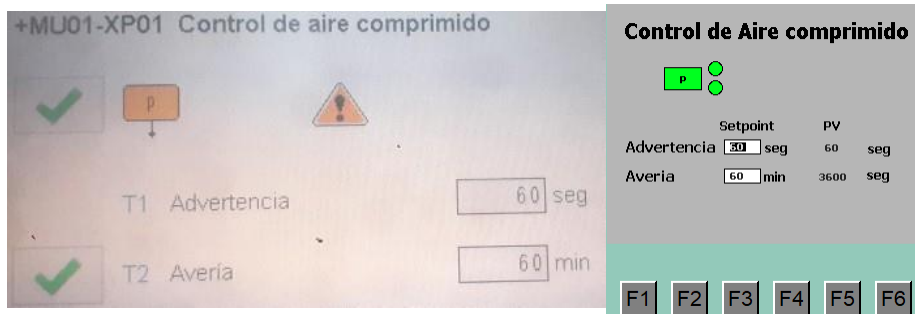 +MU01-XP01 Control de aire comprimido
p
T1 Advertencia 60 seg
T2 Avería 60 min
Control de Aire comprimido
P
Setpoint PV
Advertencia 60 seg 60 seg
Averia 60 min 3600 seg
F1 F2 F3 F4 F5 F6